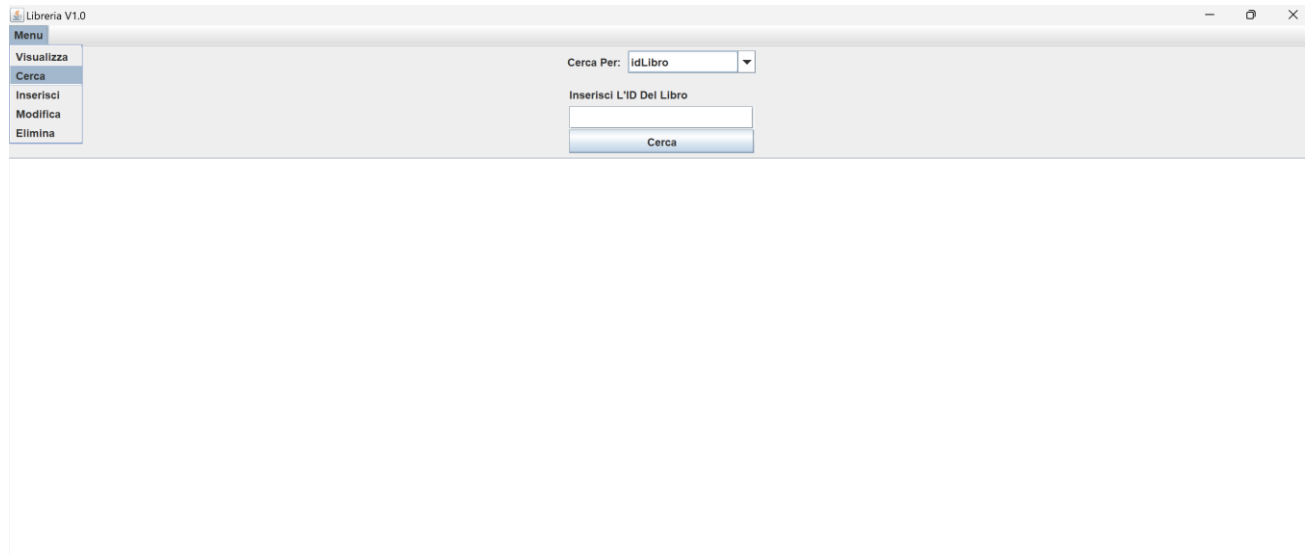 Libreria V1.0
Menu
Visualizza
Cerca
Inserisci
Modifica
Elimina
Cerca Per: idLibro
Inserisci L'ID Del Libro
Cerca